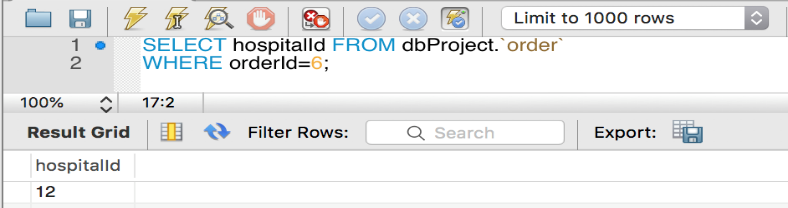 Limit to 1000 rows
1 SELECT hospitalId FROM dbProject.`order`
2 WHERE orderId=6;
100% 17:2
Result Grid Filter Rows: Search Export:
hospitalId
12